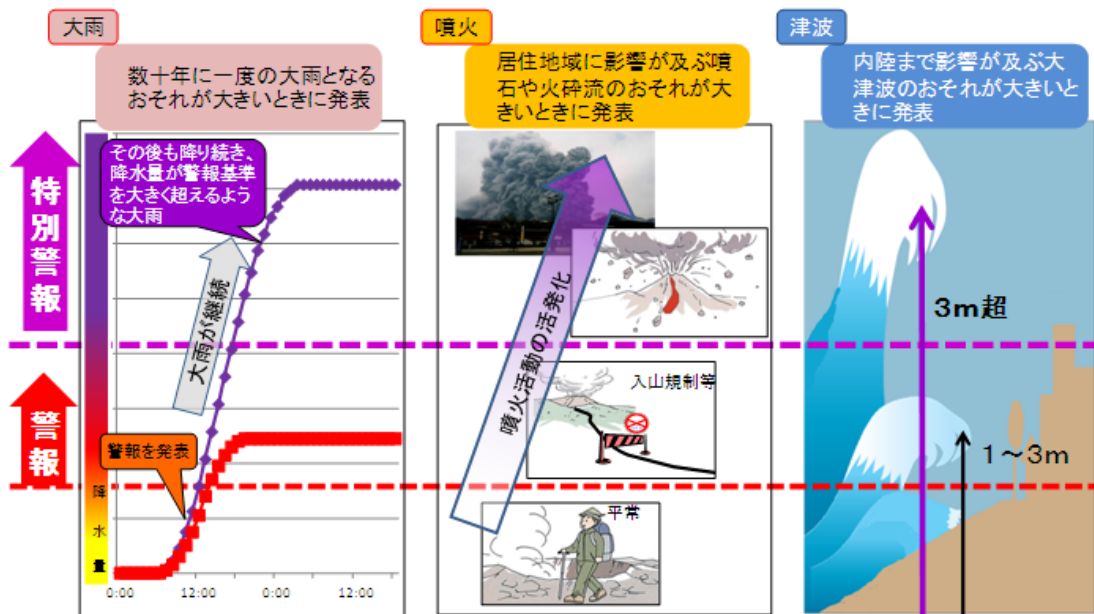 大雨
数十年に一度の大雨となる
おそれが大きいときに発表
噴火
居住地域に影響が及ぶ噴
石や火砕流のおそれが大
きいときに発表
津波
内陸まで影響が及ぶ大
津波のおそれが大きいと
きに発表
特別警報
警報
その後も降り続き、
降水量が警報基準
を大きく超えるよう
な大雨
大雨が継続
警報を発表
降水量
0:00 12:00 0:00 12:00
噴火活動の活発化
入山規制等
平常
3m超
1～3m